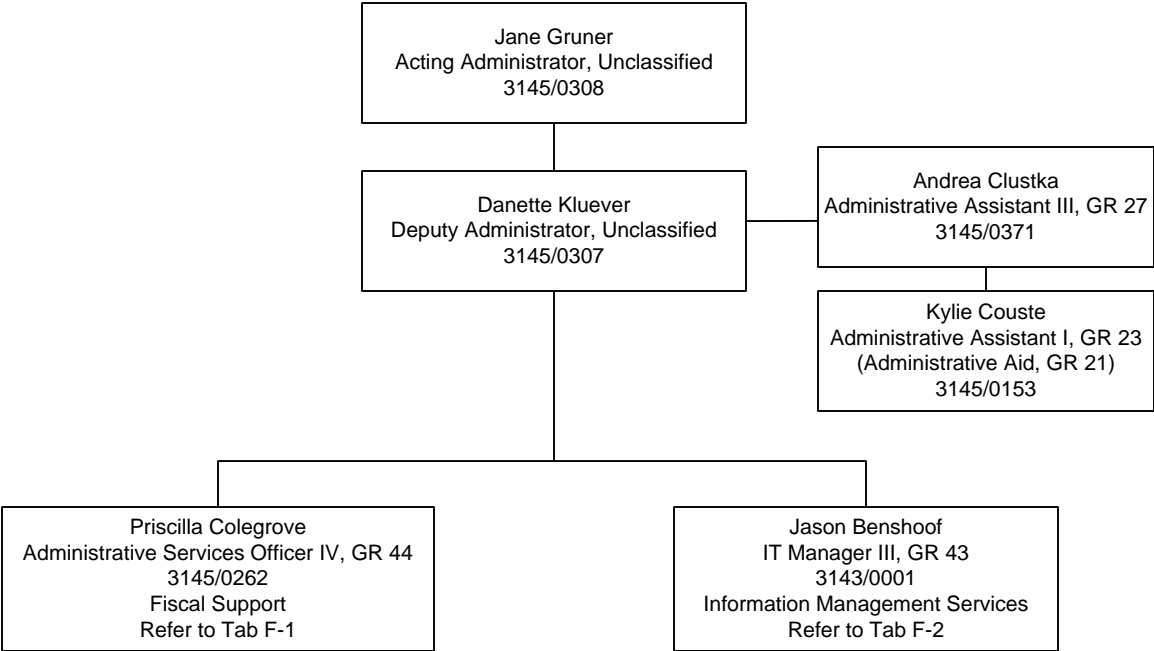 Jane Gruner
Acting Administrator, Unclassified
3145/0308
Danette Kluever
Deputy Administrator, Unclassified
3145/0307
Andrea Clustka
Administrative Assistant III, GR 27
3145/0371
Kylie Couste
Administrative Assistant I, GR 23
(Administrative Aid, GR 21)
3145/0153
Priscilla Colegrove
Administrative Services Officer IV, GR 44
3145/0262
Fiscal Support
Refer to Tab F-1
Jason Benshoof
IT Manager III, GR 43
3143/0001
Information Management Services
Refer to Tab F-2